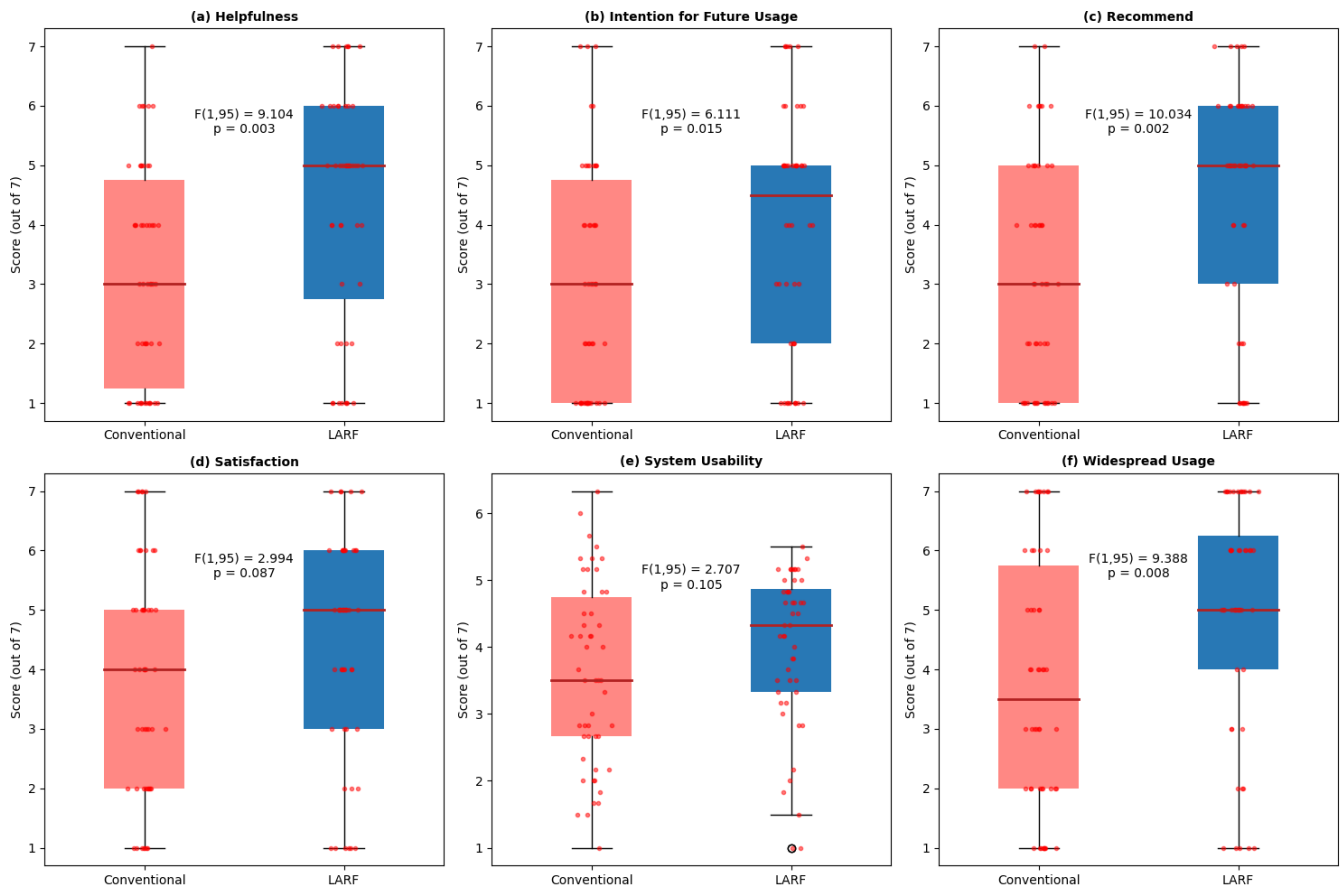 (a) Helpfulness
Score (out of 7)
7
6
5
4
3
2
1
F(1,95) = 9.104
p = 0.003
Conventional
LARF
(b) Intention for Future Usage
Score (out of 7)
7
6
5
4
3
2
1
F(1,95) = 6.111
p = 0.015
Conventional
LARF
(c) Recommend
Score (out of 7)
7
6
5
4
3
2
1
F(1,95) = 10.034
p = 0.002
Conventional
LARF
(d) Satisfaction
Score (out of 7)
7
6
5
4
3
2
1
F(1,95) = 2.994
p = 0.087
Conventional
LARF
(e) System Usability
Score (out of 7)
6
5
4
3
2
1
F(1,95) = 2.707
p = 0.105
Conventional
LARF
(f) Widespread Usage
Score (out of 7)
7
6
5
4
3
2
1
F(1,95) = 9.388
p = 0.008
Conventional
LARF